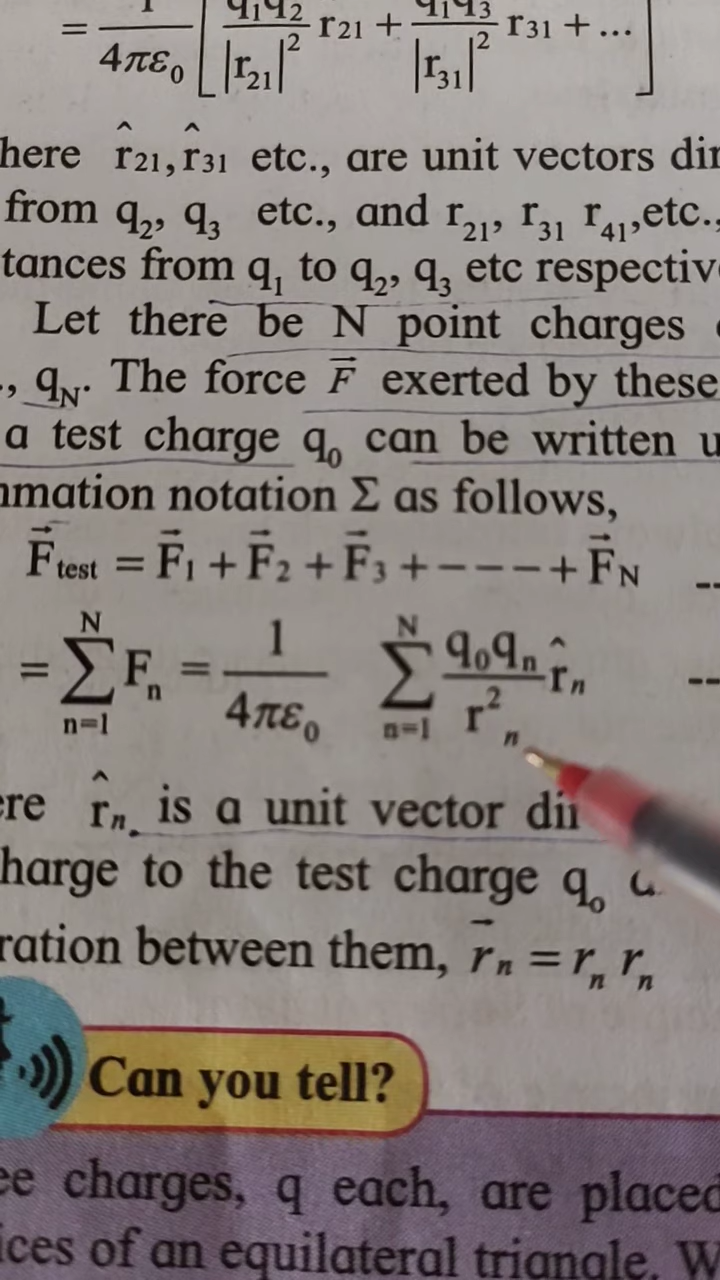 = 1/4πε₀ [ q₁q₂/|r₂₁|² r₂₁ + q₁q₃/|r₃₁|² r₃₁ + ... ]
here r̂₂₁, r̂₃₁ etc., are unit vectors dir
from q₂, q₃ etc., and r₂₁, r₃₁ r₄₁,etc.,
tances from q₁ to q₂, q₃ etc respectiv
Let there be N point charges
., q_N. The force F⃗ exerted by these
a test charge q₀ can be written u
mmation notation Σ as follows,
F⃗test = F⃗₁ + F⃗₂ + F⃗₃ + - - - - + F⃗_N --
= Σ_{n=1}^{N} F_n = 1/4πε₀ Σ_{n=1}^{N} q₀q_n/r²_n r̂_n --
re r̂_n. is a unit vector di
harge to the test charge q₀
ration between them, r⃗_n = r_n r_n
Can you tell?
ee charges, q each, are placed
ices of an equilateral triangle. W